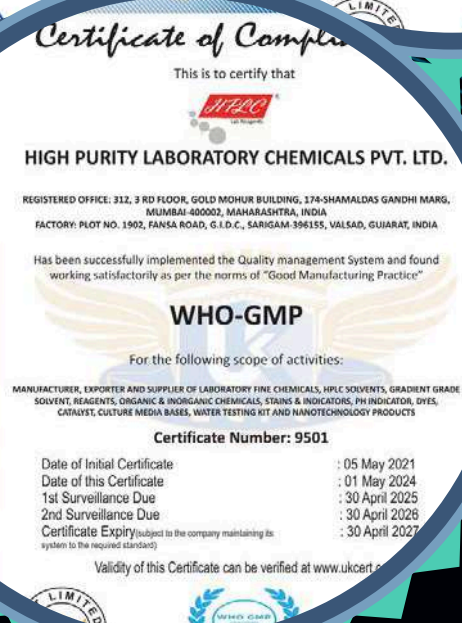 LIMITE
Certificate of Compli
This is to certify that
HPLC
Lab Reagents
HIGH PURITY LABORATORY CHEMICALS PVT. LTD.
REGISTERED OFFICE: 312, 3 RD FLOOR, GOLD MOHUR BUILDING, 174-SHAMALDAS GANDHI MARG,
MUMBAI-400002, MAHARASHTRA, INDIA
FACTORY: PLOT NO. 1902, FANSA ROAD, G.I.D.C., SARIGAM-396155, VALSAD, GUJARAT, INDIA
Has been successfully implemented the Quality management System and found
working satisfactorily as per the norms of "Good Manufacturing Practice"
WHO-GMP
For the following scope of activities:
MANUFACTURER, EXPORTER AND SUPPLIER OF LABORATORY FINE CHEMICALS, HPLC SOLVENTS, GRADIENT GRADE
SOLVENT, REAGENTS, ORGANIC & INORGANIC CHEMICALS, STAINS & INDICATORS, PH INDICATOR, DYES,
CATALYST, CULTURE MEDIA BASES, WATER TESTING KIT AND NANOTECHNOLOGY PRODUCTS
Certificate Number: 9501
Date of Initial Certificate : 05 May 2021
Date of this Certificate : 01 May 2024
1st Surveillance Due : 30 April 2025
2nd Surveillance Due : 30 April 2026
Certificate Expiry(subject to the company maintaining its : 30 April 2027
system to the required standard)
Validity of this Certificate can be verified at www.ukcert.c
LIMITED
WHO GMP